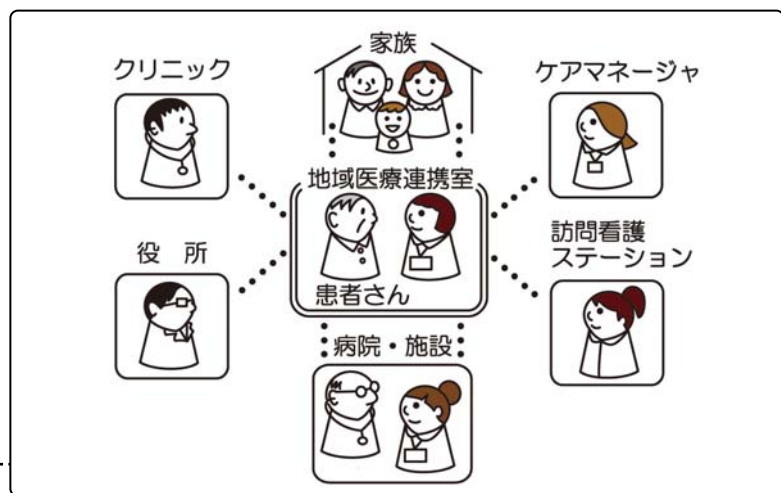 家族
クリニック
ケアマネージャ
地域医療連携室
患者さん
役 所
訪問看護
ステーション
病院・施設